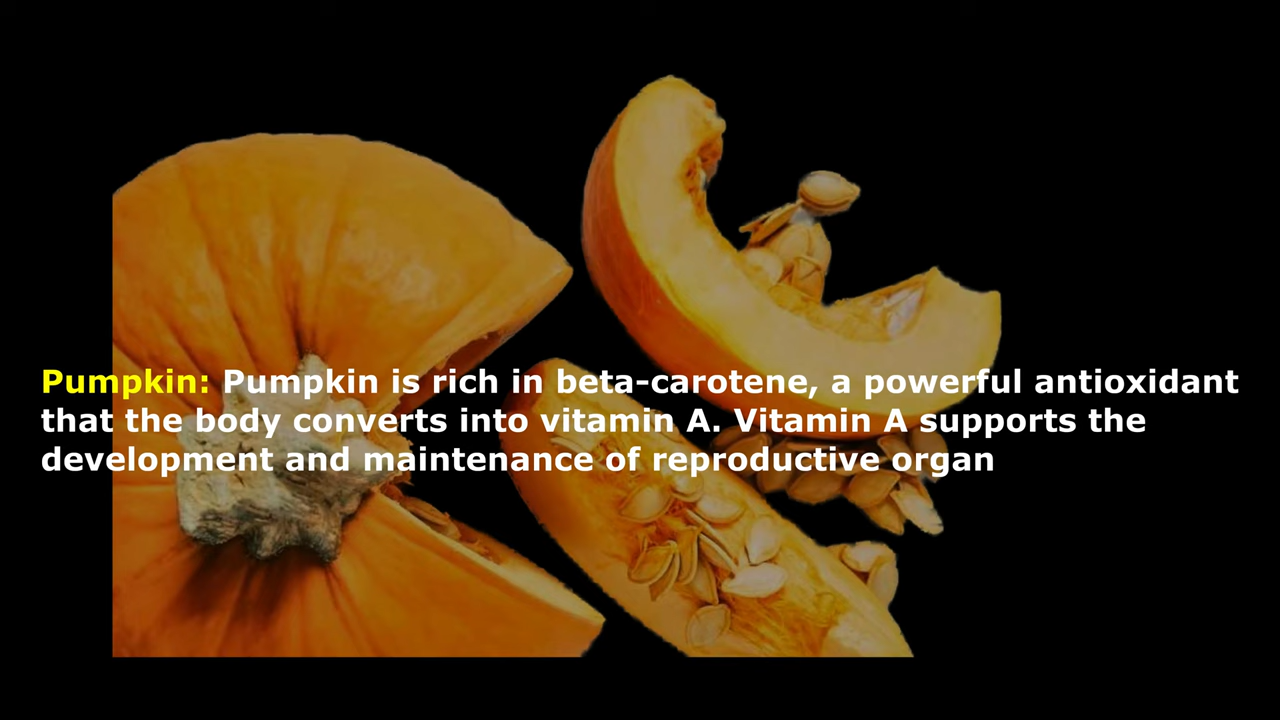 Pumpkin: Pumpkin is rich in beta-carotene, a powerful antioxidant
that the body converts into vitamin A. Vitamin A supports the
development and maintenance of reproductive organ